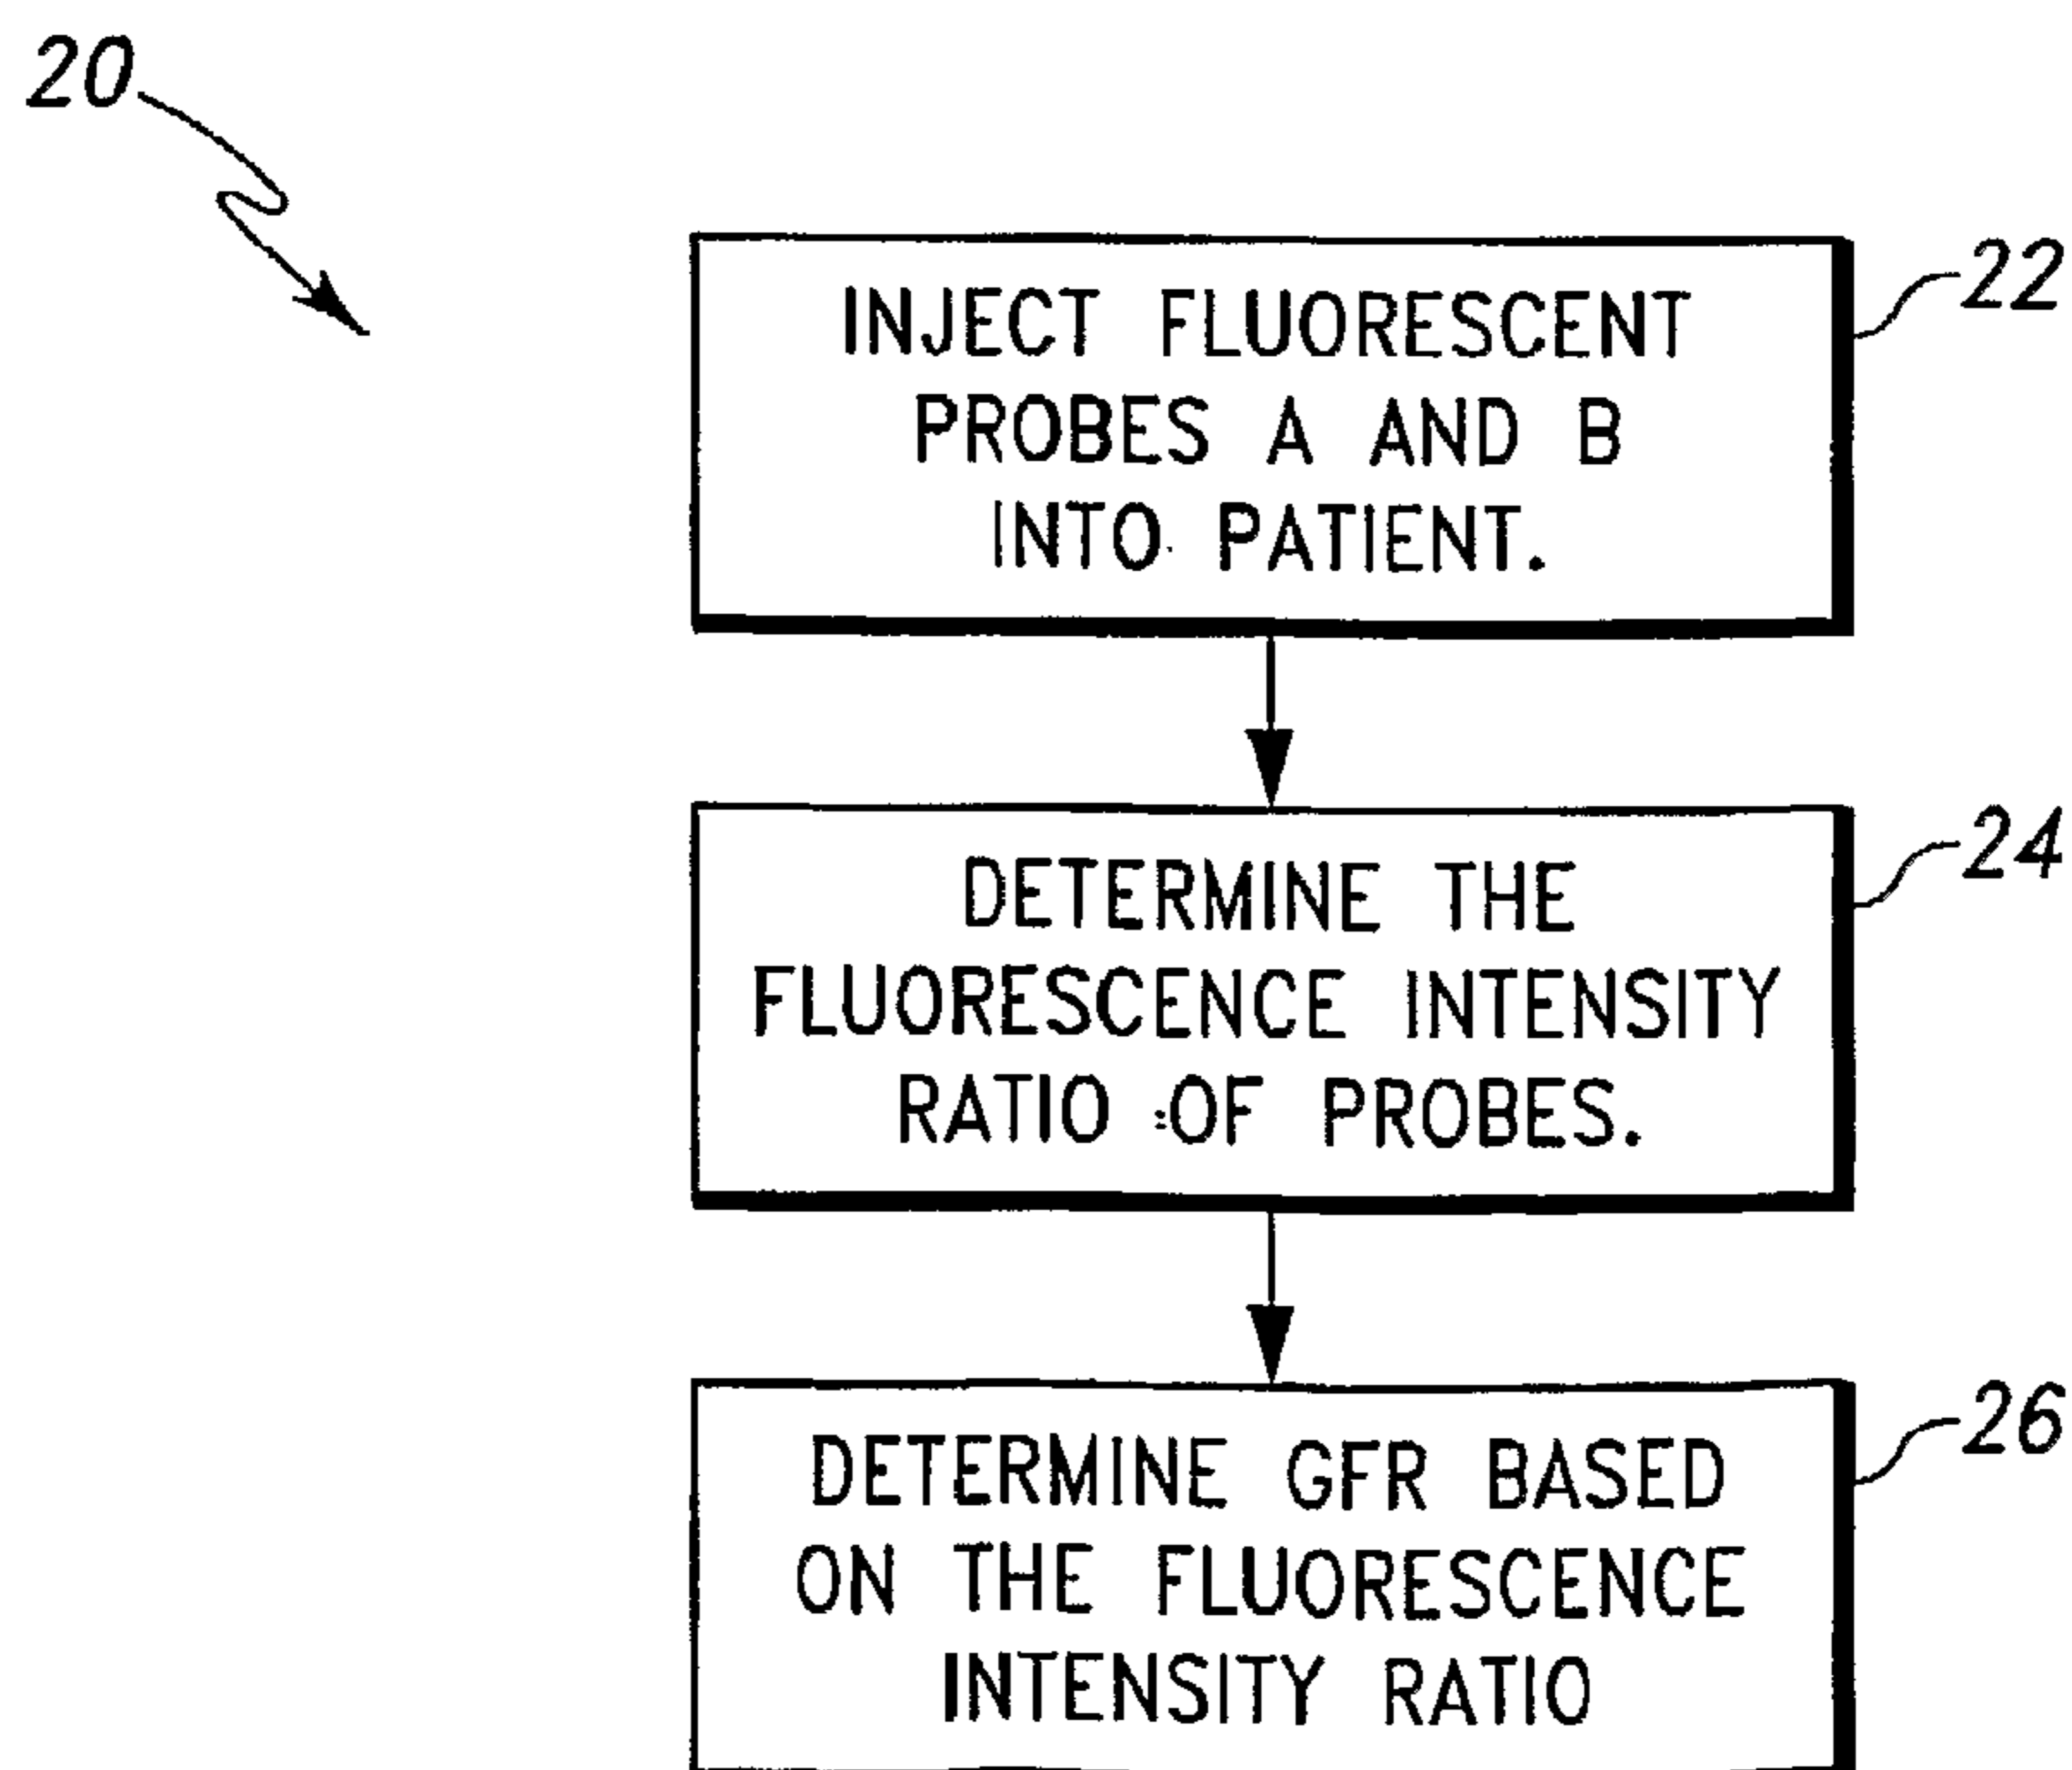 20
INJECT FLUORESCENT
PROBES A AND B
INTO PATIENT.
22
DETERMINE THE
FLUORESCENCE INTENSITY
RATIO OF PROBES.
24
DETERMINE GFR BASED
ON THE FLUORESCENCE
INTENSITY RATIO
26